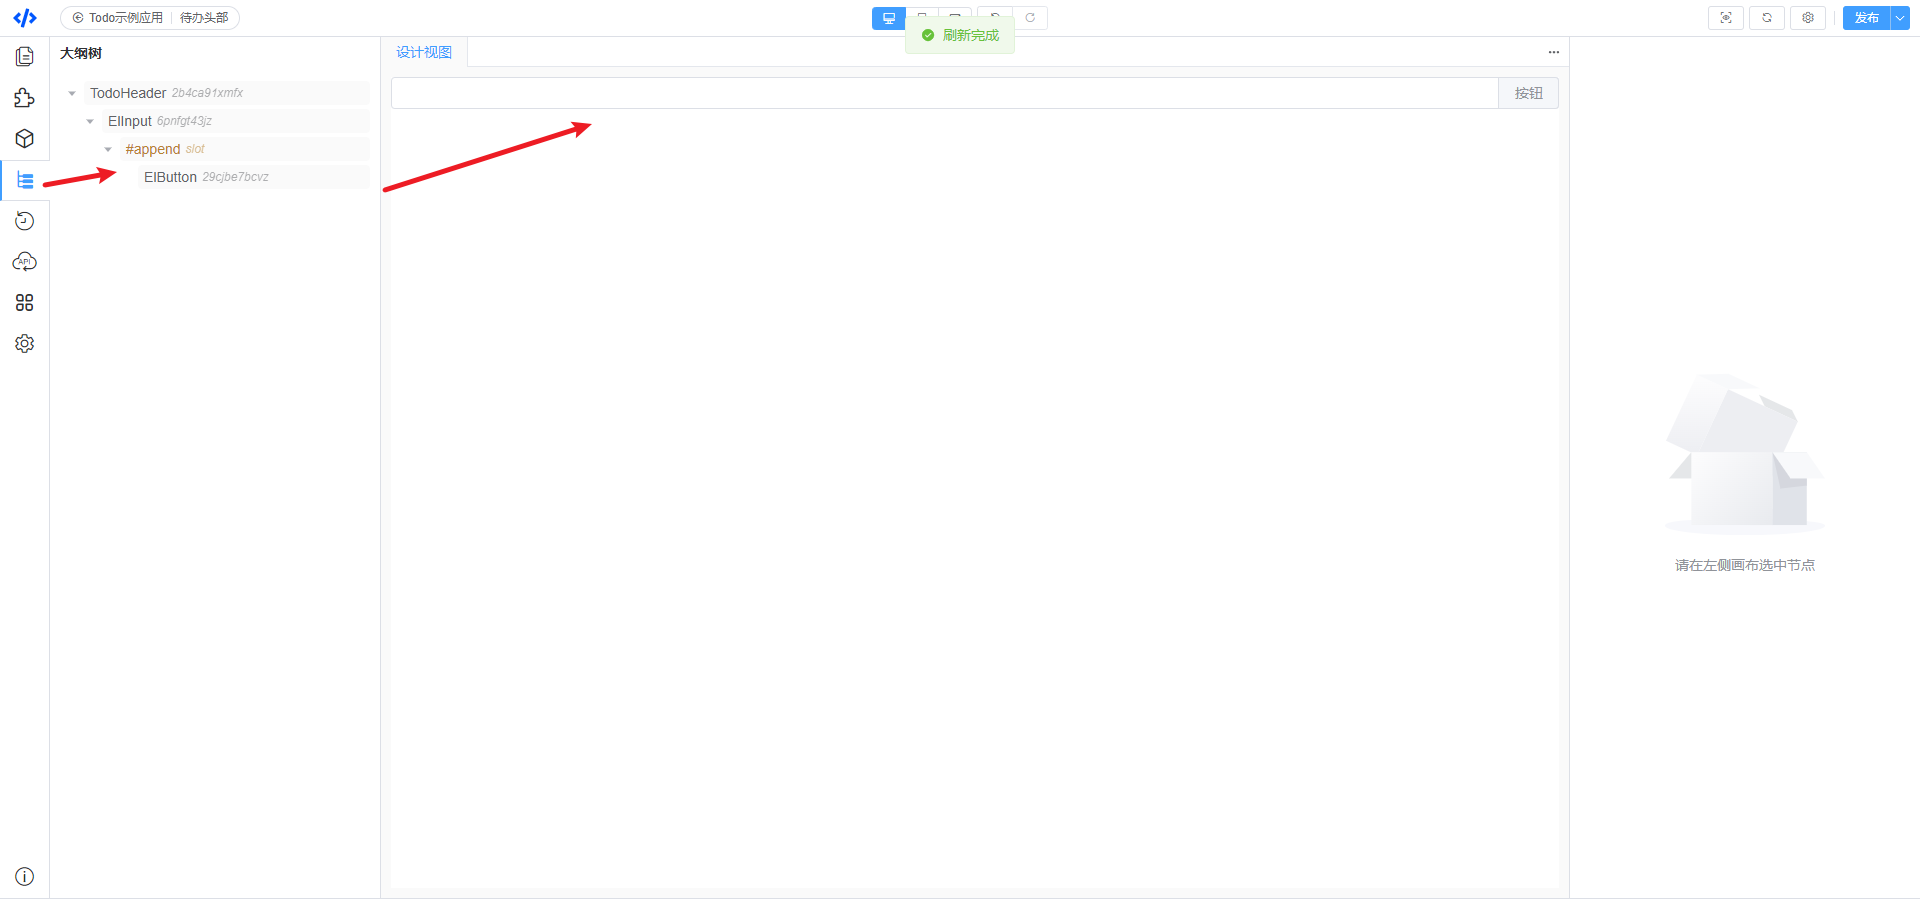 Todo示例应用 待办头部
刷新完成
发布
大纲树
设计视图
TodoHeader 2b4ca91xmfx
按钮
ElInput 6pnfgt43jz
#append slot
ElButton 29cjbe7bcvz
API
请在左侧画布选中节点